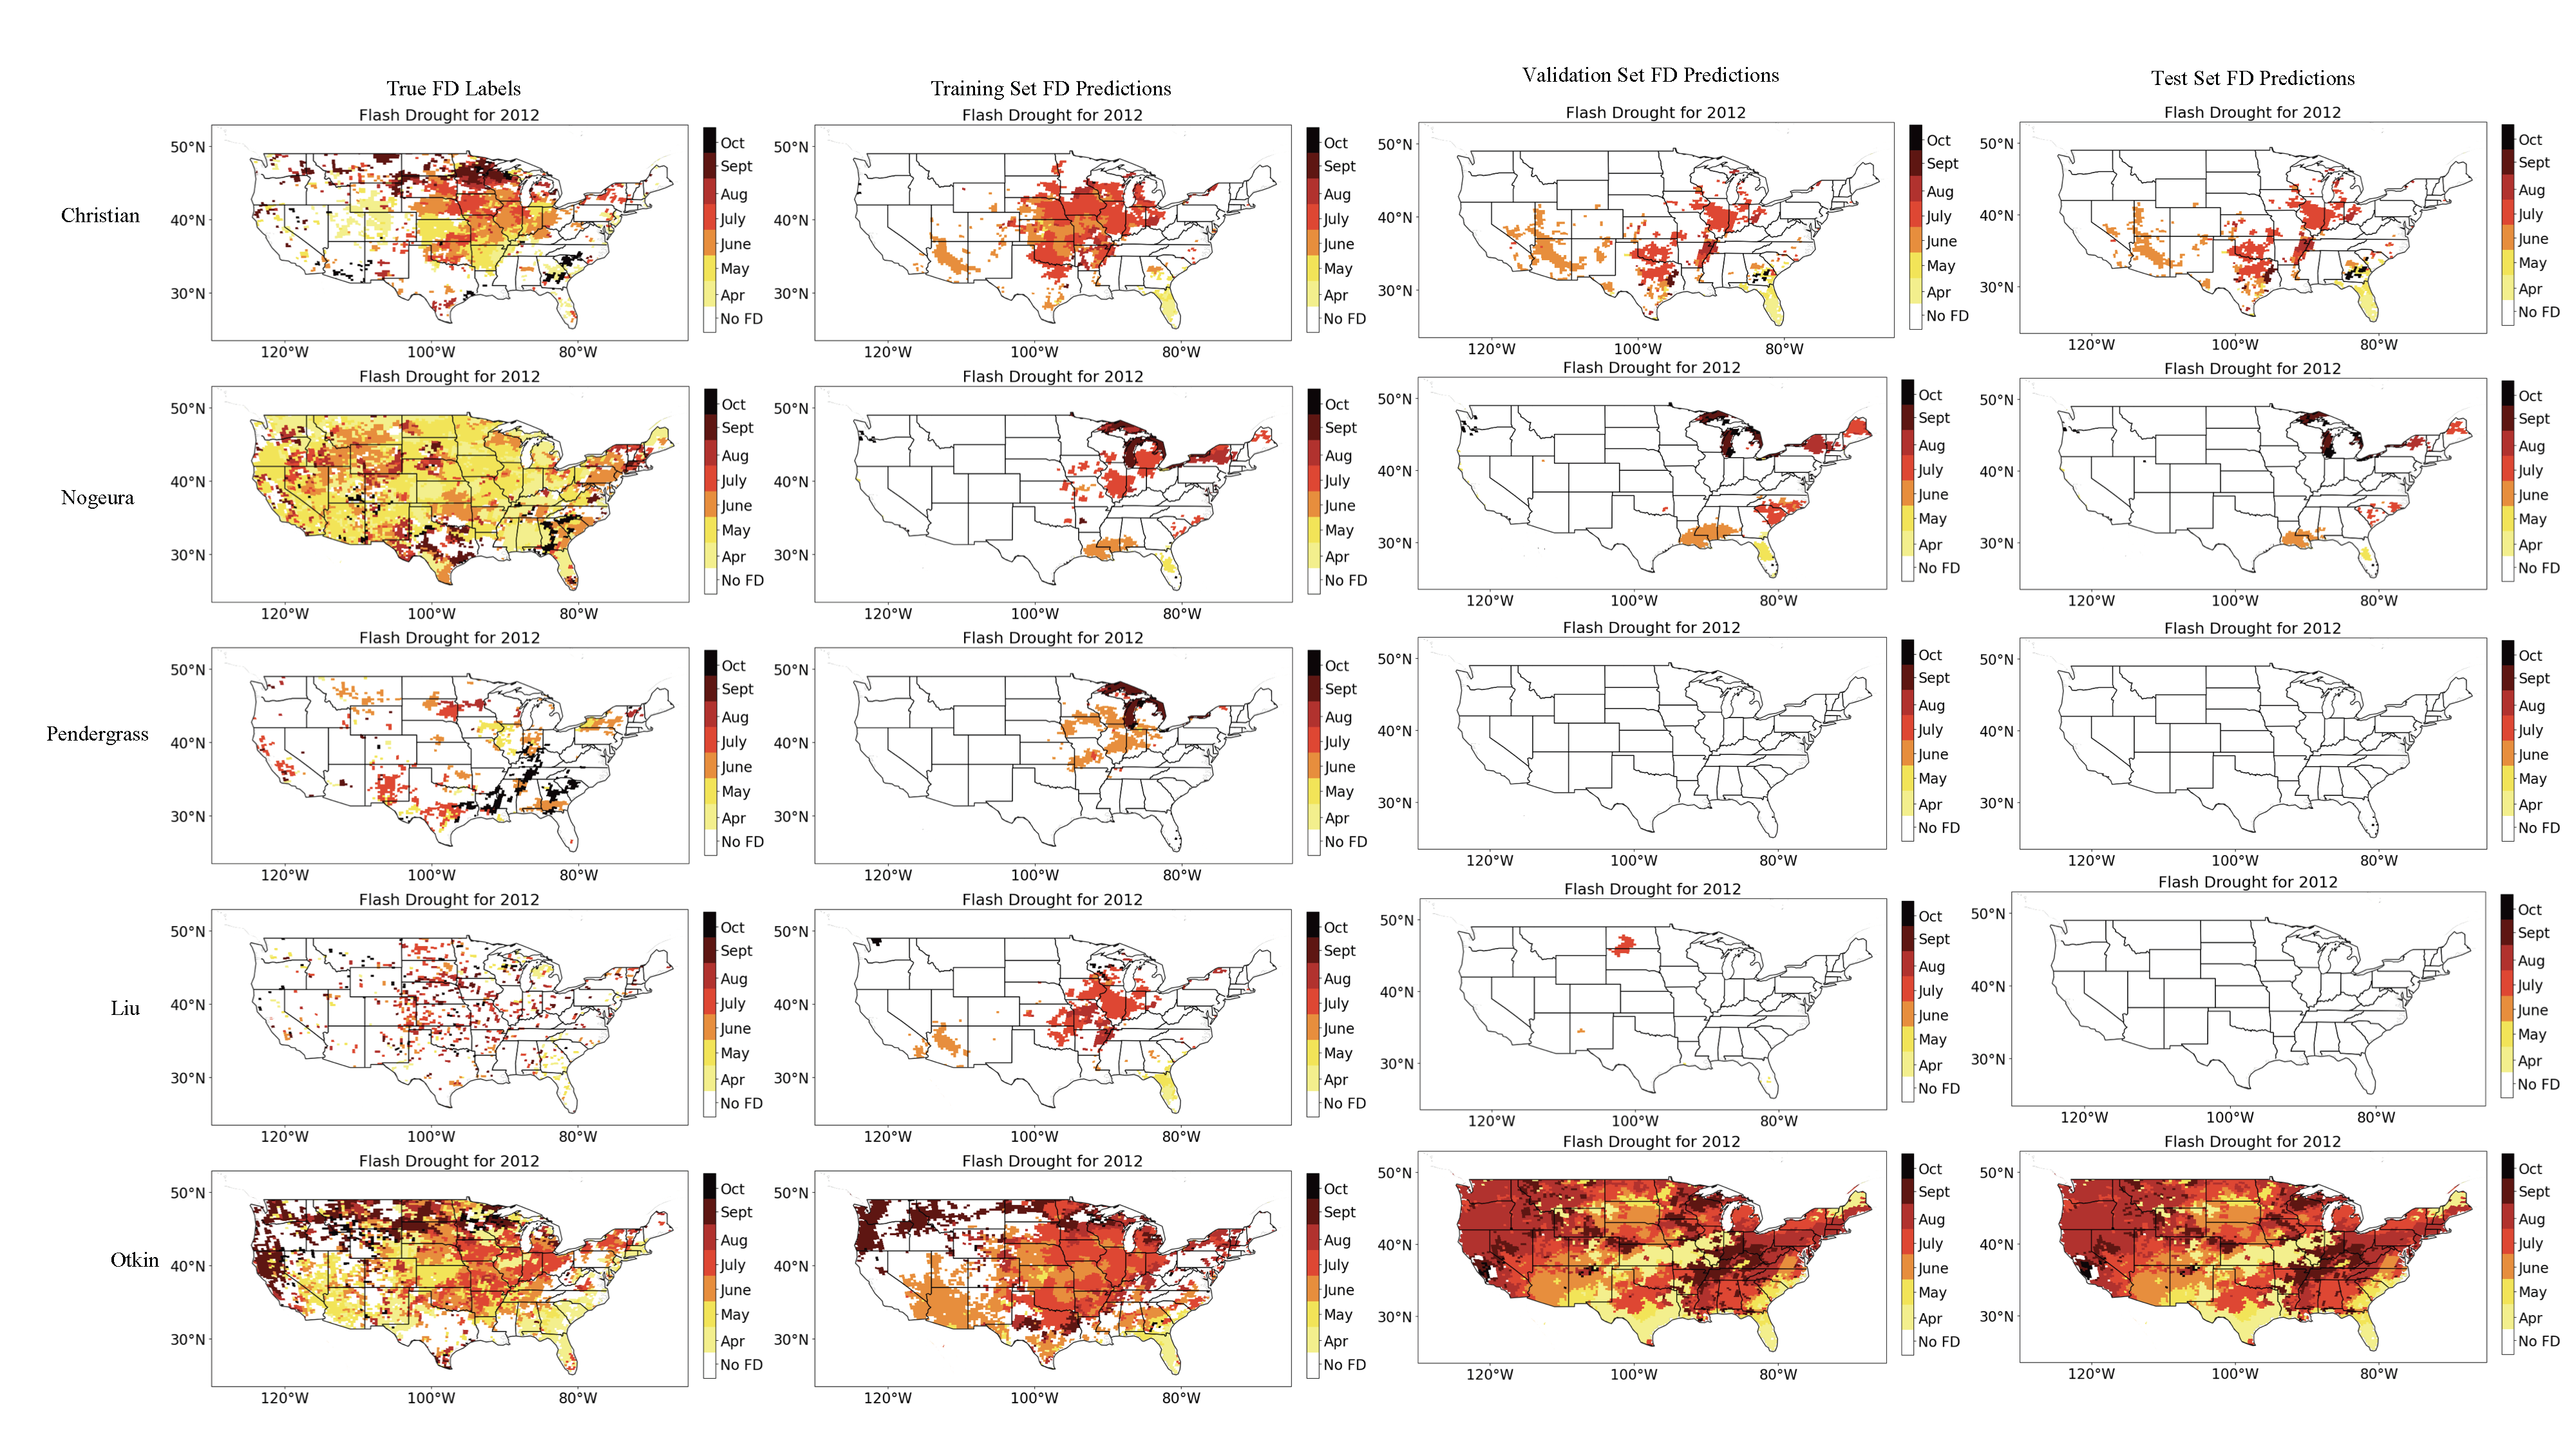 True FD Labels
Training Set FD Predictions
Validation Set FD Predictions
Test Set FD Predictions
Christian
Flash Drought for 2012
50°N
40°N
30°N
120°W 100°W 80°W
Oct
Sept
Aug
July
June
May
Apr
No FD
Flash Drought for 2012
50°N
40°N
30°N
120°W 100°W 80°W
Oct
Sept
Aug
July
June
May
Apr
No FD
Flash Drought for 2012
50°N
40°N
30°N
120°W 100°W 80°W
Oct
Sept
Aug
July
June
May
Apr
No FD
Flash Drought for 2012
50°N
40°N
30°N
120°W 100°W 80°W
Oct
Sept
Aug
July
June
May
Apr
No FD
Nogeura
Flash Drought for 2012
50°N
40°N
30°N
120°W 100°W 80°W
Oct
Sept
Aug
July
June
May
Apr
No FD
Flash Drought for 2012
50°N
40°N
30°N
120°W 100°W 80°W
Oct
Sept
Aug
July
June
May
Apr
No FD
Flash Drought for 2012
50°N
40°N
30°N
120°W 100°W 80°W
Oct
Sept
Aug
July
June
May
Apr
No FD
Flash Drought for 2012
50°N
40°N
30°N
120°W 100°W 80°W
Oct
Sept
Aug
July
June
May
Apr
No FD
Pendergrass
Flash Drought for 2012
50°N
40°N
30°N
120°W 100°W 80°W
Oct
Sept
Aug
July
June
May
Apr
No FD
Flash Drought for 2012
50°N
40°N
30°N
120°W 100°W 80°W
Oct
Sept
Aug
July
June
May
Apr
No FD
Flash Drought for 2012
50°N
40°N
30°N
120°W 100°W 80°W
Oct
Sept
Aug
July
June
May
Apr
No FD
Flash Drought for 2012
50°N
40°N
30°N
120°W 100°W 80°W
Oct
Sept
Aug
July
June
May
Apr
No FD
Liu
Flash Drought for 2012
50°N
40°N
30°N
120°W 100°W 80°W
Oct
Sept
Aug
July
June
May
Apr
No FD
Flash Drought for 2012
50°N
40°N
30°N
120°W 100°W 80°W
Oct
Sept
Aug
July
June
May
Apr
No FD
Flash Drought for 2012
50°N
40°N
30°N
120°W 100°W 80°W
Oct
Sept
Aug
July
June
May
Apr
No FD
Flash Drought for 2012
50°N
40°N
30°N
120°W 100°W 80°W
Oct
Sept
Aug
July
June
May
Apr
No FD
Otkin
Flash Drought for 2012
50°N
40°N
30°N
120°W 100°W 80°W
Oct
Sept
Aug
July
June
May
Apr
No FD
Flash Drought for 2012
50°N
40°N
30°N
120°W 100°W 80°W
Oct
Sept
Aug
July
June
May
Apr
No FD
Flash Drought for 2012
50°N
40°N
30°N
120°W 100°W 80°W
Oct
Sept
Aug
July
June
May
Apr
No FD
Flash Drought for 2012
50°N
40°N
30°N
120°W 100°W 80°W
Oct
Sept
Aug
July
June
May
Apr
No FD